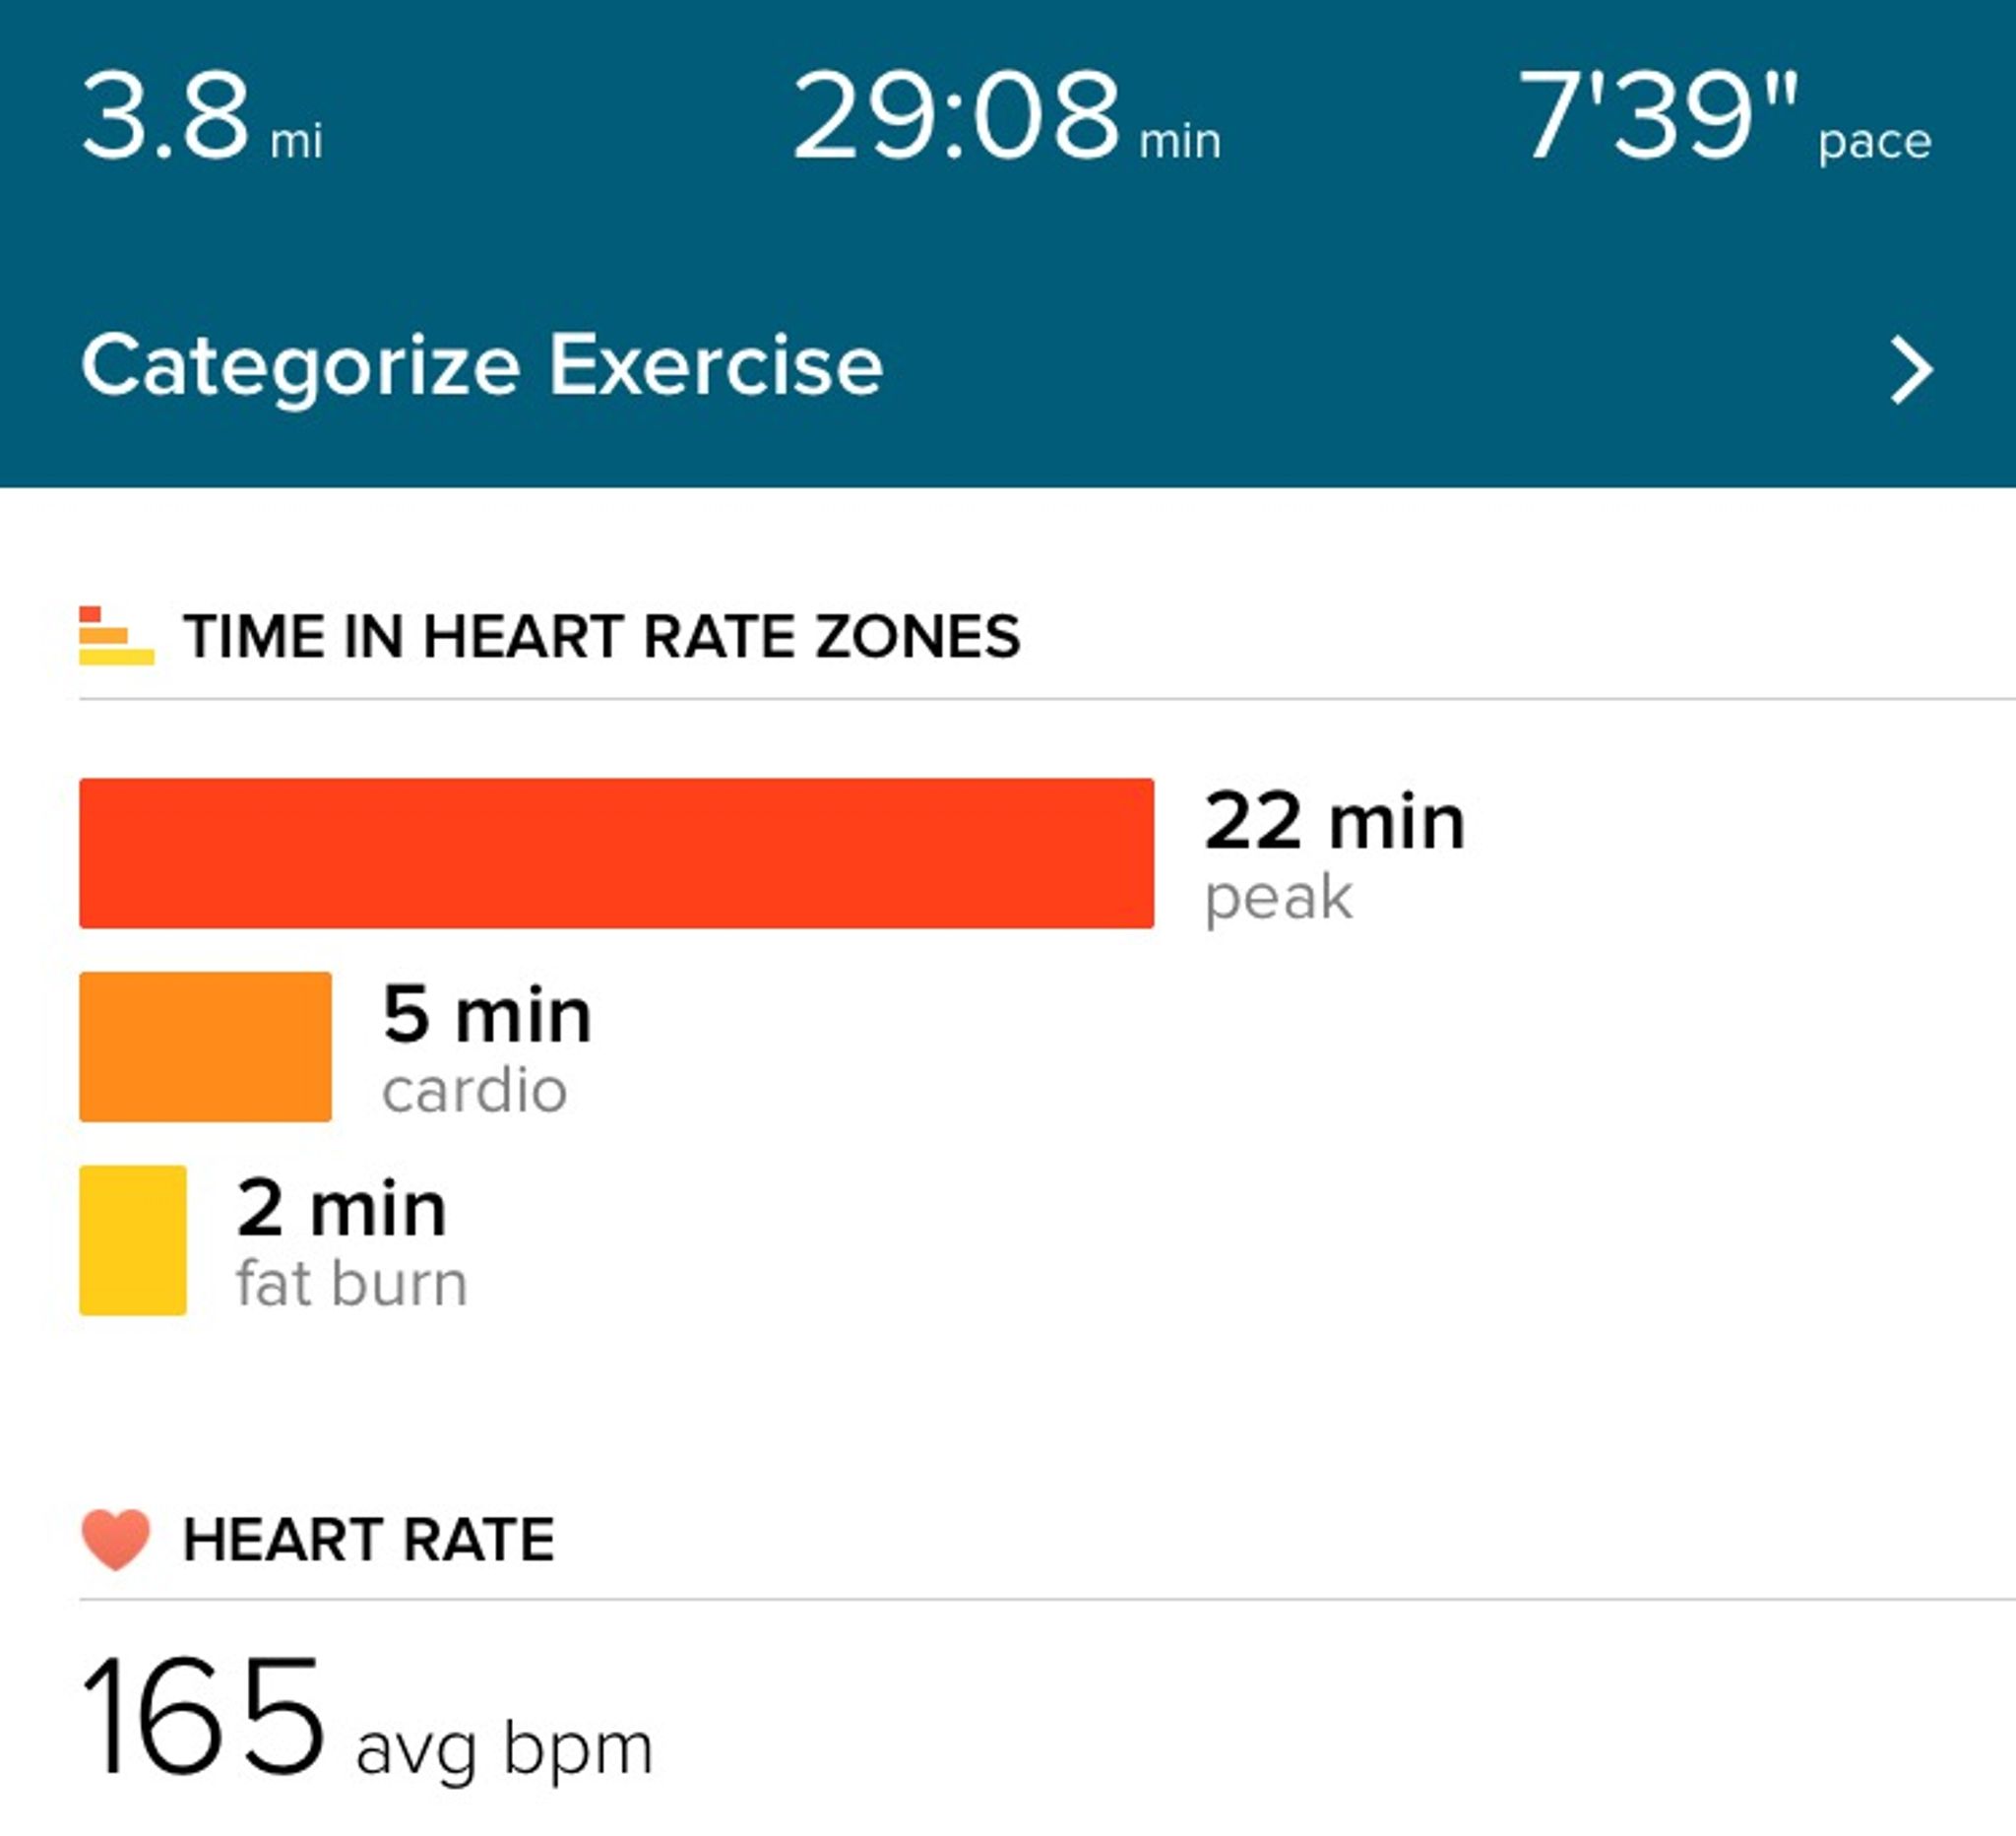 3.8 mi 29:08 min 7'39" pace
Categorize Exercise
TIME IN HEART RATE ZONES
22 min
peak
5 min
cardio
2 min
fat burn
HEART RATE
165 avg bpm